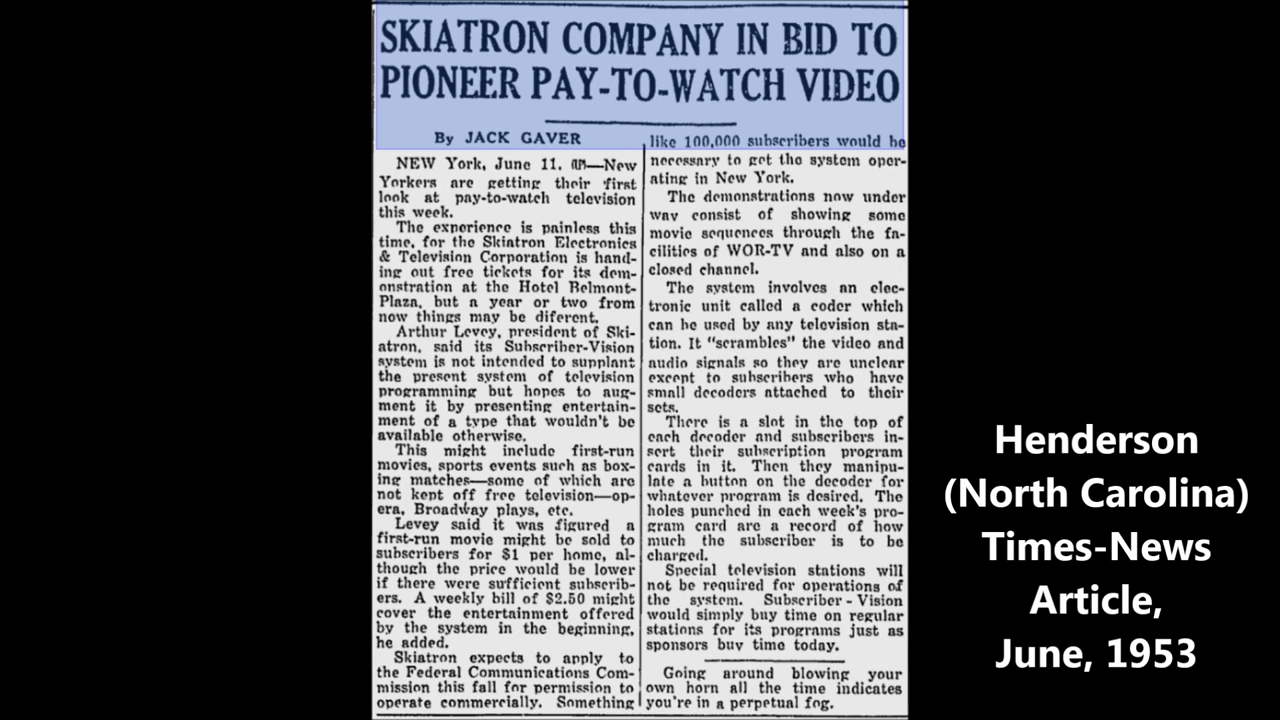 SKIATRON COMPANY IN BID TO
PIONEER PAY-TO-WATCH VIDEO
By JACK GAVER
NEW York, June 11. (UP)—New
Yorkers are getting their first
look at pay-to-watch television
this week.
The experience is painless this
time, for the Skiatron Electronics
& Television Corporation is hand-
ing out free tickets for its dem-
onstration at the Hotel Belmont-
Plaza, but a year or two from
now things may be diferent.
Arthur Levey, president of Ski-
atron, said its Subscriber-Vision
system is not intended to supplant
the present system of television
programming but hopes to aug-
ment it by presenting entertain-
ment of a type that wouldn't be
available otherwise.
This might include first-run
movies, sports events such as box-
ing matches—some of which are
not kept off free television—op-
era, Broadway plays, etc.
Levey said it was figured a
first-run movie might be sold to
subscribers for $1 per home, al-
though the price would be lower
if there were sufficient subscrib-
ers. A weekly bill of $2.50 might
cover the entertainment offered
by the system in the beginning,
he added.
Skiatron expects to apply to
the Federal Communications Com-
mission this fall for permission to
operate commercially. Something
like 100,000 subscribers would be
necessary to get the system oper-
ating in New York.
The demonstrations now under
way consist of showing some
movie sequences through the fa-
cilities of WOR-TV and also on a
closed channel.
The system involves an elec-
tronic unit called a coder which
can be used by any television sta-
tion. It "scrambles" the video and
audio signals so they are unclear
except to subscribers who have
small decoders attached to their
sets.
There is a slot in the top of
each decoder and subscribers in-
sert their subscription program
cards in it. Then they manipu-
late a button on the decoder for
whatever program is desired. The
holes punched in each week's pro-
gram card are a record of how
much the subscriber is to be
charged.
Special television stations will
not be required for operations of
the system. Subscriber-Vision
would simply buy time on regular
stations for its programs just as
sponsors buy time today.
Going around blowing your
own horn all the time indicates
you're in a perpetual fog.
Henderson
(North Carolina)
Times-News
Article,
June, 1953